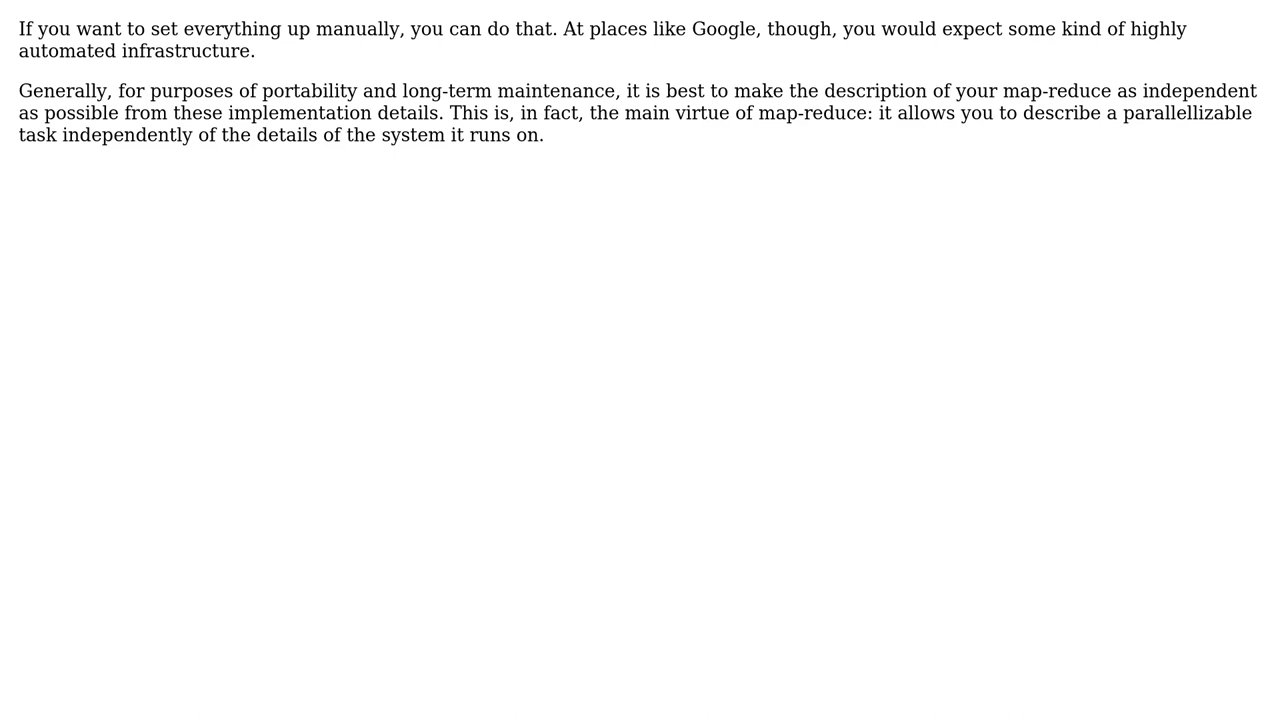 If you want to set everything up manually, you can do that. At places like Google, though, you would expect some kind of highly
automated infrastructure.
Generally, for purposes of portability and long-term maintenance, it is best to make the description of your map-reduce as independent
as possible from these implementation details. This is, in fact, the main virtue of map-reduce: it allows you to describe a parallellizable
task independently of the details of the system it runs on.